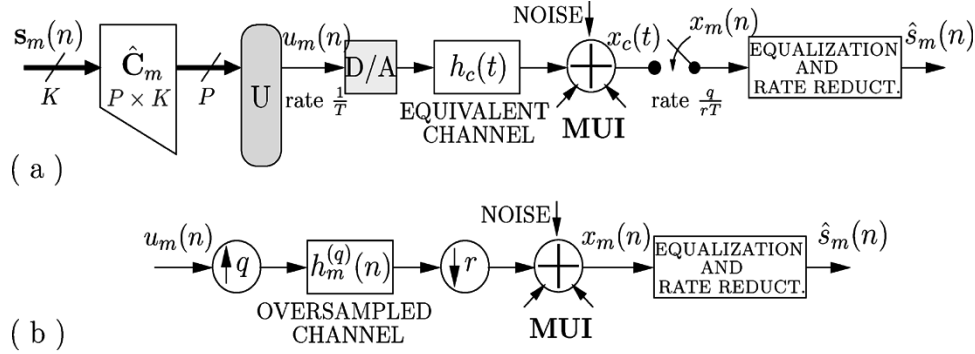 s_m(n)
K
Ĉ_m
P × K
P
U
u_m(n)
rate 1/T
D/A
h_c(t)
EQUIVALENT
CHANNEL
NOISE
MUI
x_c(t)
x_m(n)
rate q/rT
EQUALIZATION
AND
RATE REDUCT.
ŝ_m(n)
( a )
u_m(n)
q
h_m^(q)(n)
OVERSAMPLED
CHANNEL
r
NOISE
MUI
x_m(n)
EQUALIZATION
AND
RATE REDUCT.
ŝ_m(n)
( b )